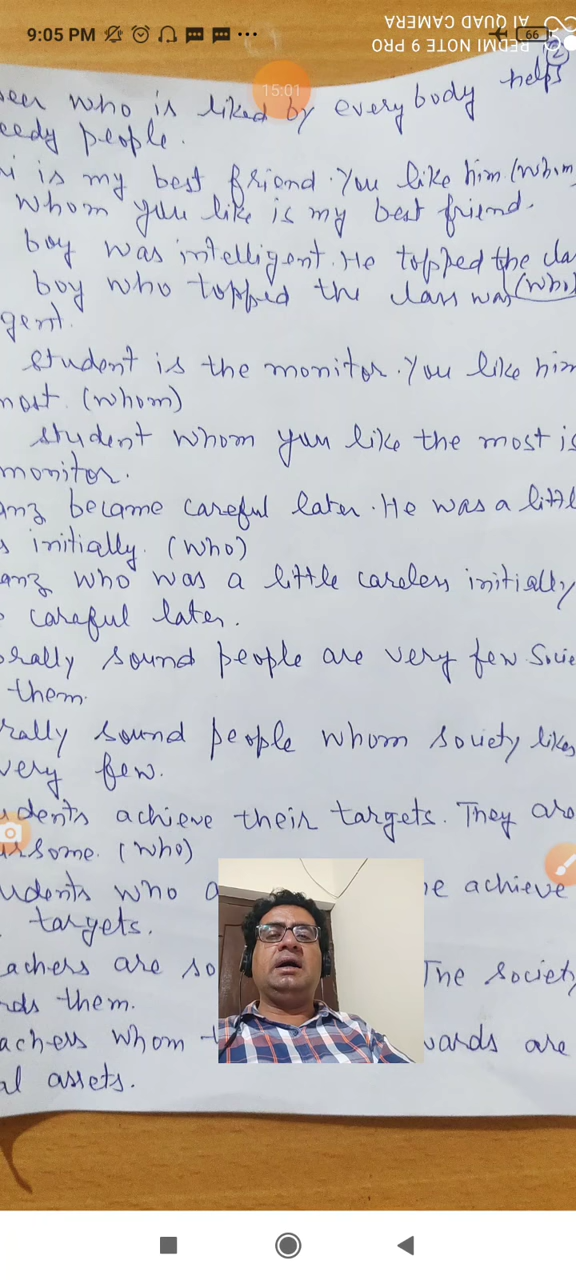 9:05 PM
66
REDMI NOTE 9 PRO
AI QUAD CAMERA
2
15:01
who is liked by everybody helps
people.
is my best friend. You like him (whom
whom you like is my best friend.
boy was intelligent. He topped the cla
boy who topped the class was (who)
gent.
student is the monitor. You like him
most (whom)
student whom you like the most is
monitor.
became careful later. He was a littl
s initially. (who)
who was a little careless initially
careful later.
rally sound people are very few Socie
them.
rally sound people whom society likes
very few.
udents achieve their targets. They are
some. (who)
udents who a e achieve
targets.
achers are so The society
rds them.
achers whom t wards are
al assets.